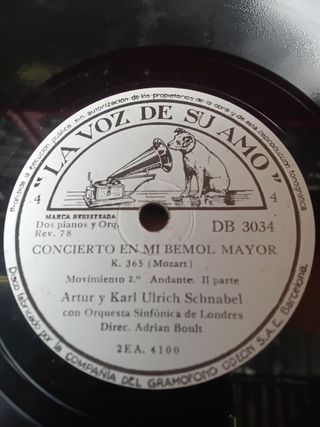 Prohibida la ejecución pública sin autorización de los propietarios de la obra y de esta reproducción fonográfica
"LA VOZ DE SU AMO"
4 4
MARCA REGISTRADA
Dos pianos y Orq.
Rev. 78
DB 3034
CONCIERTO EN MI BEMOL MAYOR
K. 365 (Mozart)
Movimiento 2.º Andante. II parte
Artur y Karl Ulrich Schnabel
con Orquesta Sinfónica de Londres
Direc. Adrian Boult
2EA. 4100
Disco fabricado por la COMPAÑIA DEL GRAMÓFONO ODEON S.A.E. Barcelona.